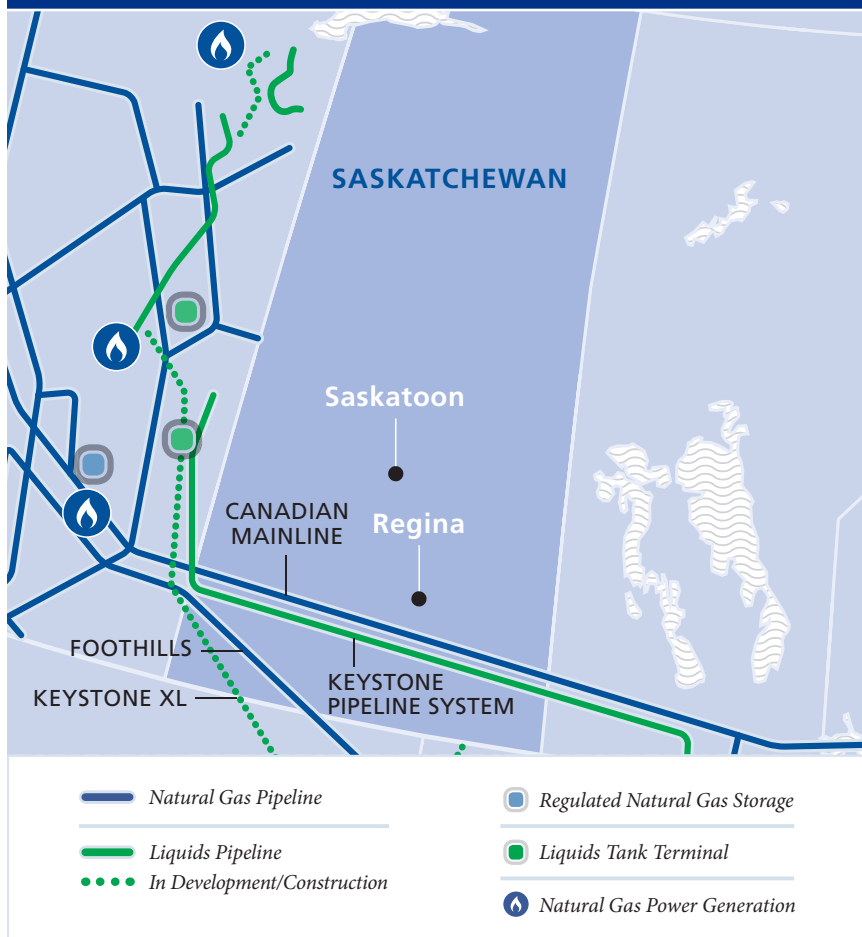 SASKATCHEWAN
Saskatoon
CANADIAN
MAINLINE
Regina
FOOTHILLS
KEYSTONE XL
KEYSTONE
PIPELINE SYSTEM
Natural Gas Pipeline
Liquids Pipeline
In Development/Construction
Regulated Natural Gas Storage
Liquids Tank Terminal
Natural Gas Power Generation